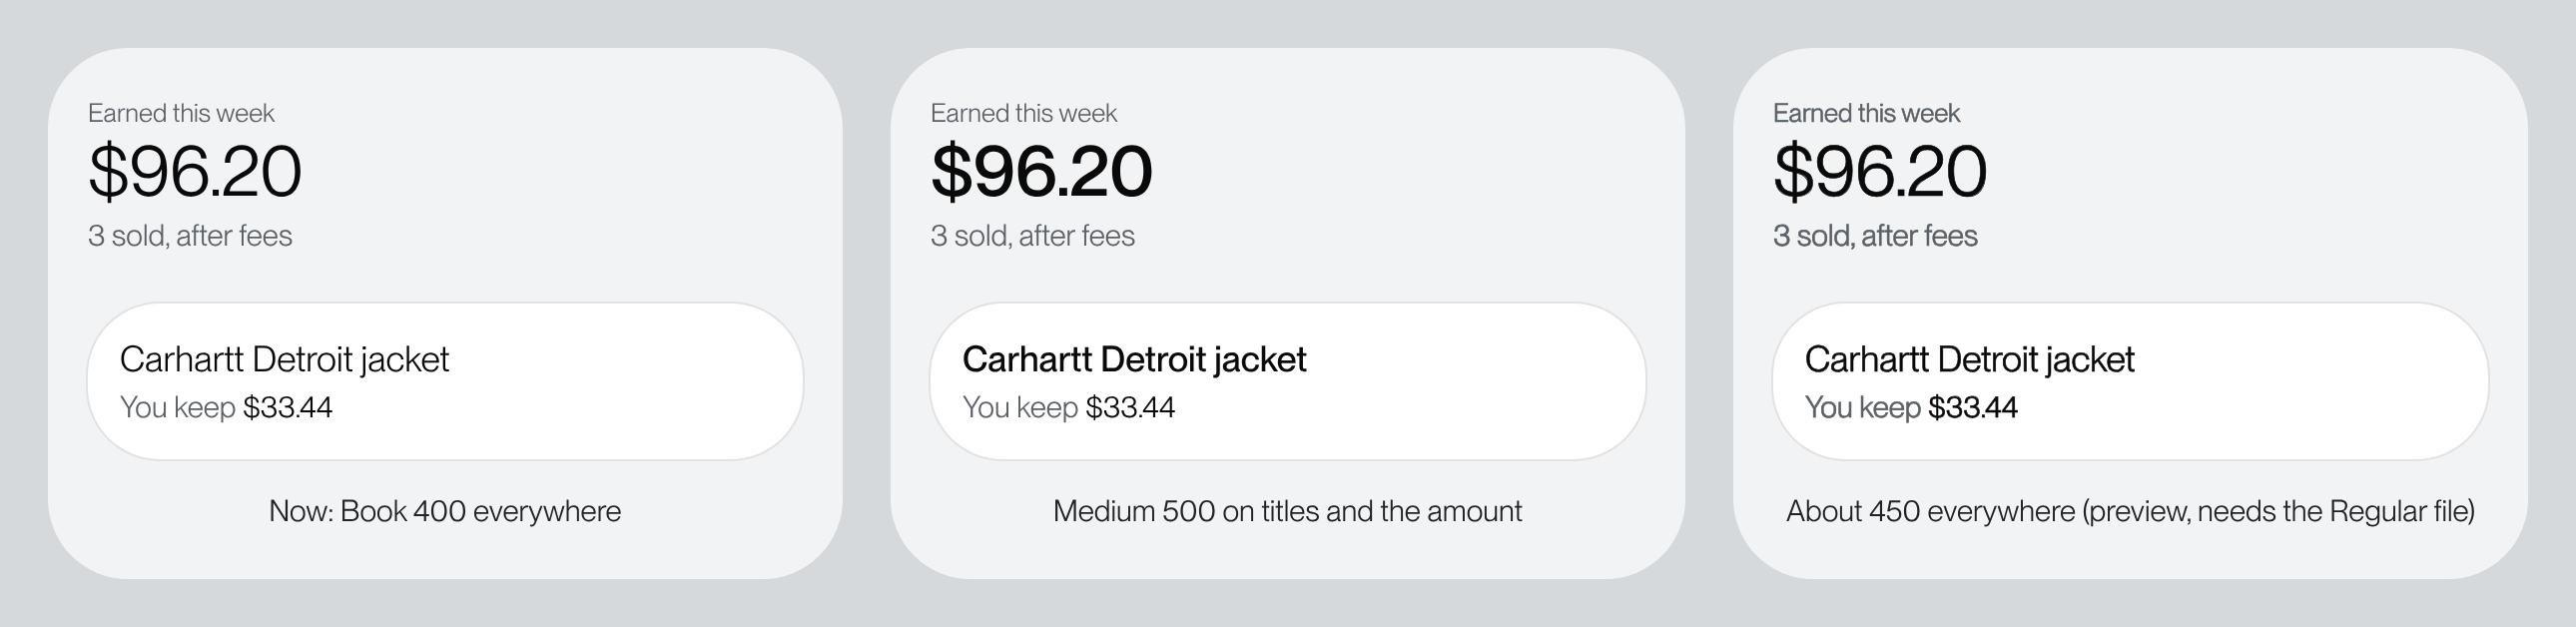 Earned this week
$96.20
3 sold, after fees
Carhartt Detroit jacket
You keep $33.44
Now: Book 400 everywhere
Earned this week
$96.20
3 sold, after fees
Carhartt Detroit jacket
You keep $33.44
Medium 500 on titles and the amount
Earned this week
$96.20
3 sold, after fees
Carhartt Detroit jacket
You keep $33.44
About 450 everywhere (preview, needs the Regular file)